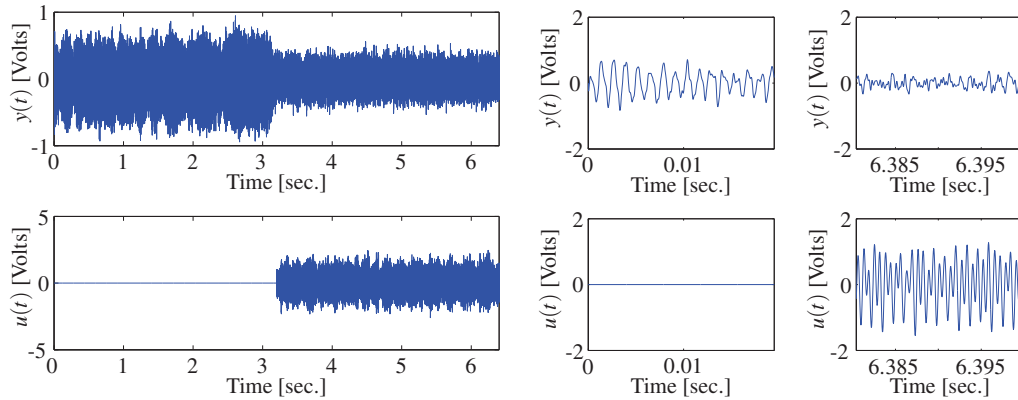 1
0
-1
y(t) [Volts]
0 1 2 3 4 5 6
Time [sec.]
2
0
-2
y(t) [Volts]
0 0.01
Time [sec.]
2
0
-2
y(t) [Volts]
6.385 6.395
Time [sec.]
5
0
-5
u(t) [Volts]
0 1 2 3 4 5 6
Time [sec.]
2
0
-2
u(t) [Volts]
0 0.01
Time [sec.]
2
0
-2
u(t) [Volts]
6.385 6.395
Time [sec.]